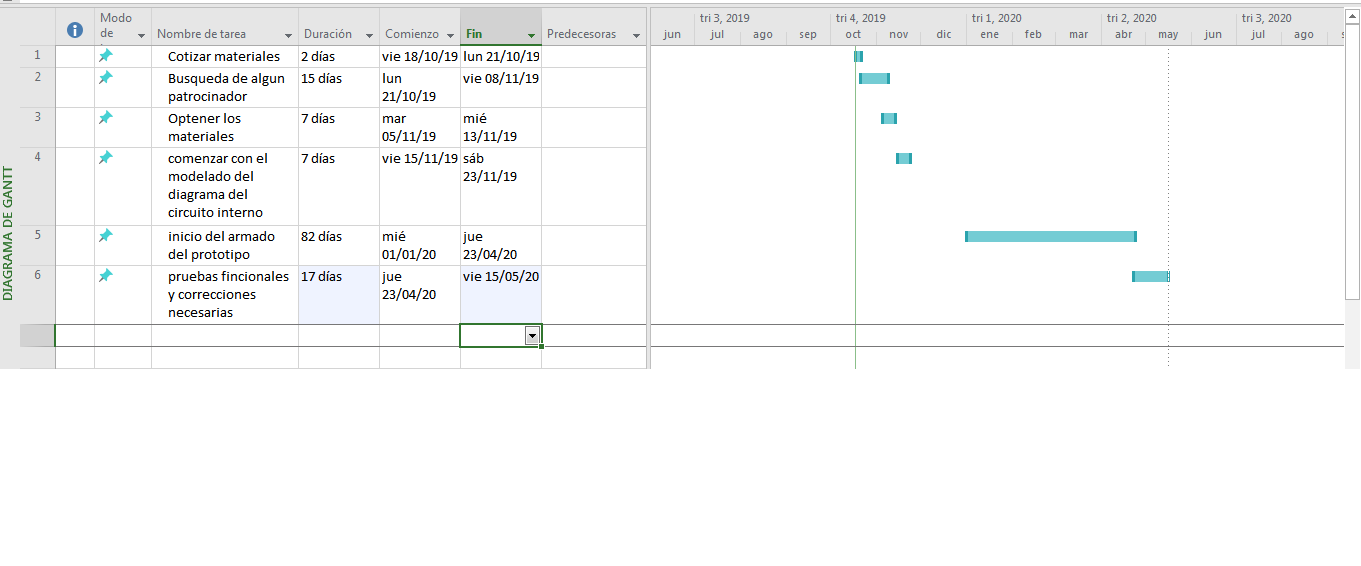 Modo
de
Nombre de tarea
Duración
Comienzo
Fin
Predecesoras
tri 3, 2019
tri 4, 2019
tri 1, 2020
tri 2, 2020
tri 3, 2020
jun
jul
ago
sep
oct
nov
dic
ene
feb
mar
abr
may
jun
jul
ago
s
1
Cotizar materiales
2 días
vie 18/10/19
lun 21/10/19
2
Busqueda de algun
patrocinador
15 días
lun
21/10/19
vie 08/11/19
3
Optener los
materiales
7 días
mar
05/11/19
mié
13/11/19
4
comenzar con el
modelado del
diagrama del
circuito interno
7 días
vie 15/11/19
sáb
23/11/19
5
inicio del armado
del prototipo
82 días
mié
01/01/20
jue
23/04/20
6
pruebas fincionales
y correcciones
necesarias
17 días
jue
23/04/20
vie 15/05/20
DIAGRAMA DE GANTT